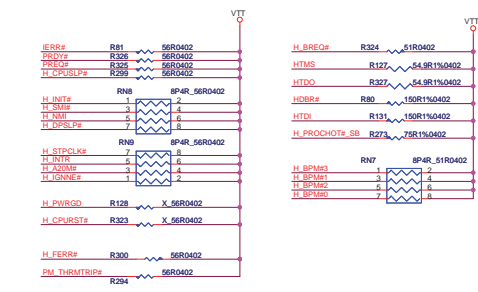 VTT
IERR# R81 56R0402
PRDY# R326 56R0402
PREQ# R325 56R0402
H_CPUSLP# R299 56R0402
RN8 8P4R_56R0402
H_INIT# 1 2
H_SMI# 3 4
H_NMI 5 6
H_DPSLP# 7 8
RN9 8P4R_56R0402
H_STPCLK# 7 8
H_INTR 5 6
H_A20M# 3 4
H_IGNNE# 1 2
H_PWRGD R128 X_56R0402
H_CPURST# R323 X_56R0402
H_FERR# R300 56R0402
PM_THRMTRIP# 56R0402
R294
VTT
H_BREQ# R324 51R0402
HTMS R127 54.9R1%0402
HTDO R327 54.9R1%0402
HDBR# R80 150R1%0402
HTDI R131 150R1%0402
H_PROCHOT#_SB R273 75R1%0402
RN7 8P4R_51R0402
H_BPM#3 1 2
H_BPM#1 3 4
H_BPM#2 5 6
H_BPM#0 7 8